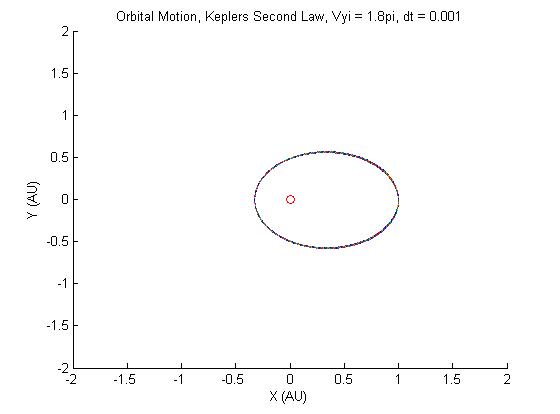 Orbital Motion, Keplers Second Law, Vyi = 1.8pi, dt = 0.001
2
1.5
1
0.5
0
-0.5
-1
-1.5
-2
Y (AU)
-2 -1.5 -1 -0.5 0 0.5 1 1.5 2
X (AU)